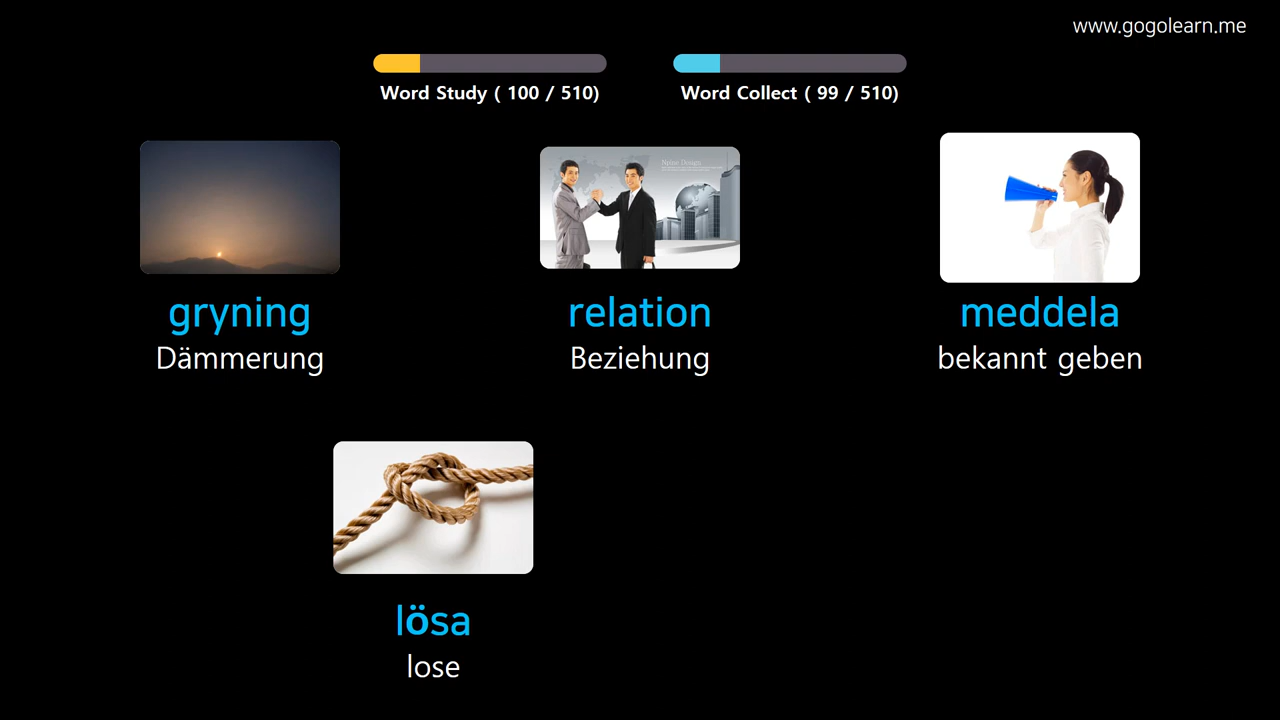 www.gogolearn.me
Word Study ( 100 / 510)
Word Collect ( 99 / 510)
gryning
Dämmerung
relation
Beziehung
meddela
bekannt geben
lösa
lose